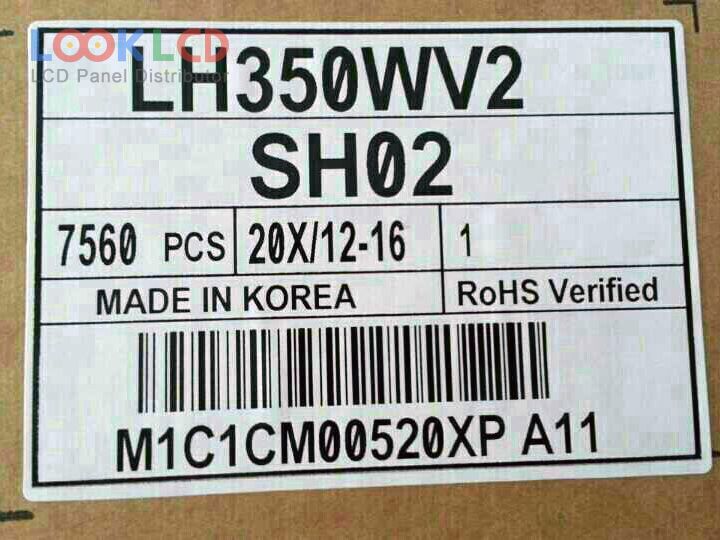 LOOKLCD
LCD Panel Distributor
LH350WV2
SH02
7560 PCS 20X/12-16 1
MADE IN KOREA RoHS Verified
M1C1CM00520XP A11